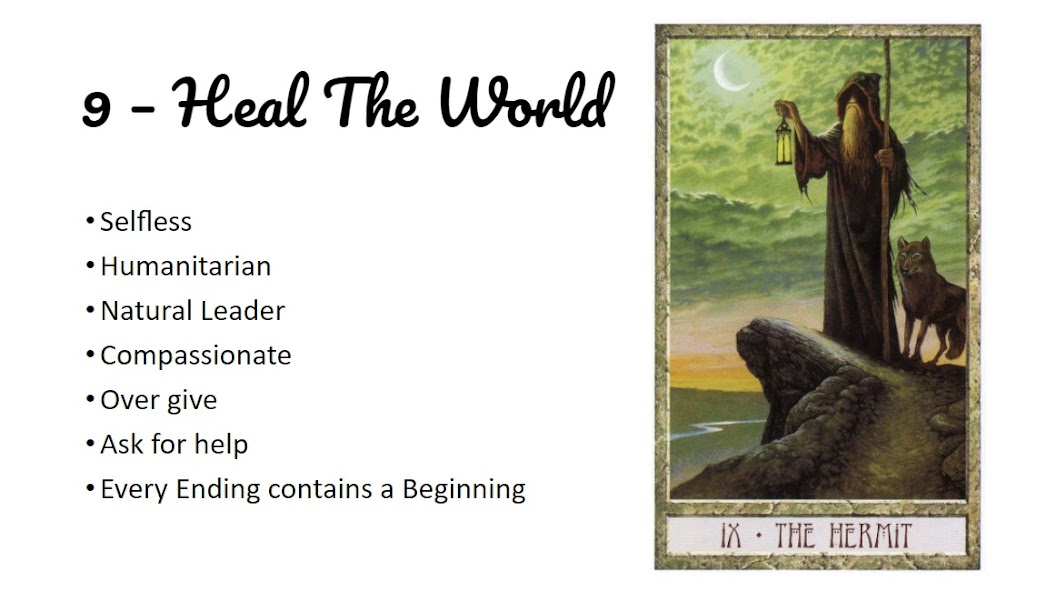 9 – Heal The World
• Selfless
• Humanitarian
• Natural Leader
• Compassionate
• Over give
• Ask for help
• Every Ending contains a Beginning
IX • THE HERMIT